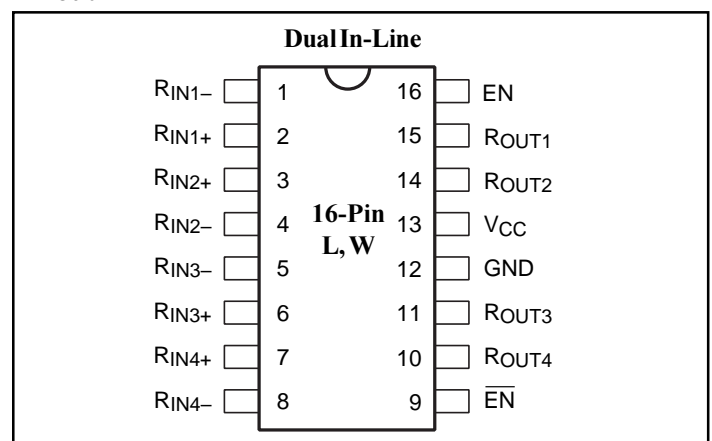 Dual In-Line
RIN1– 1 16 EN
RIN1+ 2 15 ROUT1
RIN2+ 3 14 ROUT2
RIN2– 4 16-Pin 13 VCC
L, W
RIN3– 5 12 GND
RIN3+ 6 11 ROUT3
RIN4+ 7 10 ROUT4
RIN4– 8 9 E̅N̅